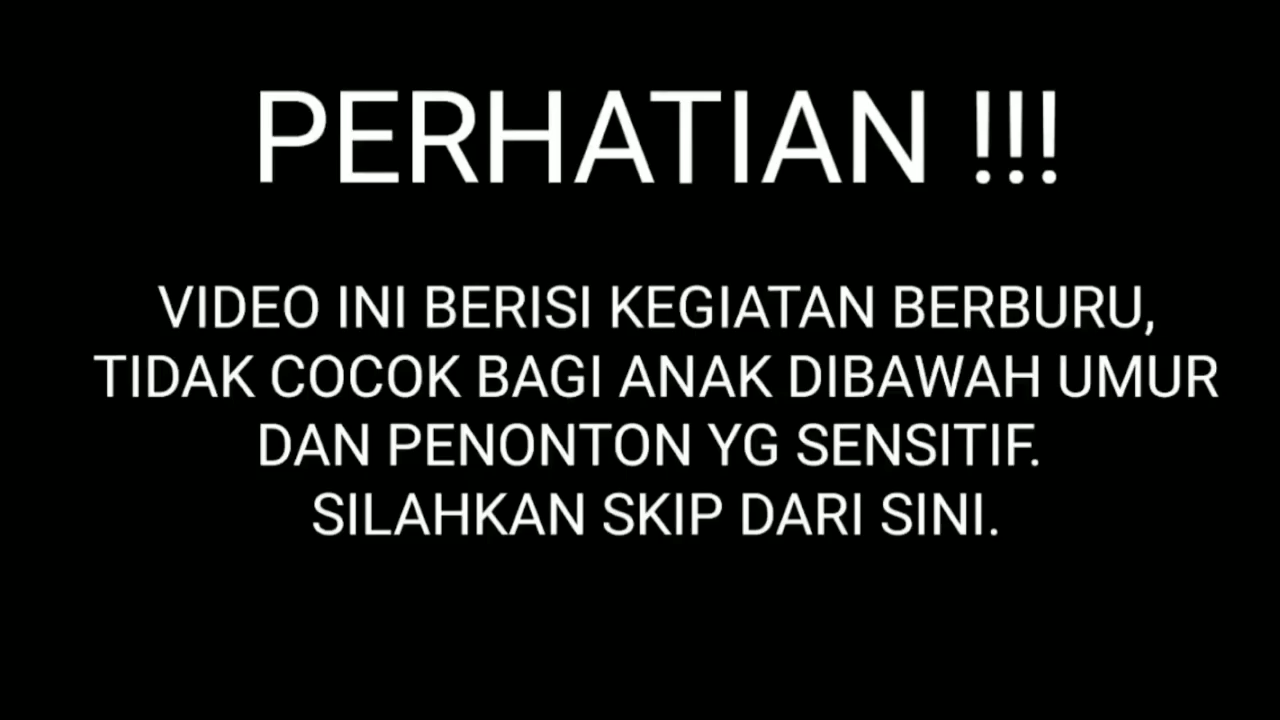 PERHATIAN !!!
VIDEO INI BERISI KEGIATAN BERBURU,
TIDAK COCOK BAGI ANAK DIBAWAH UMUR
DAN PENONTON YG SENSITIF.
SILAHKAN SKIP DARI SINI.